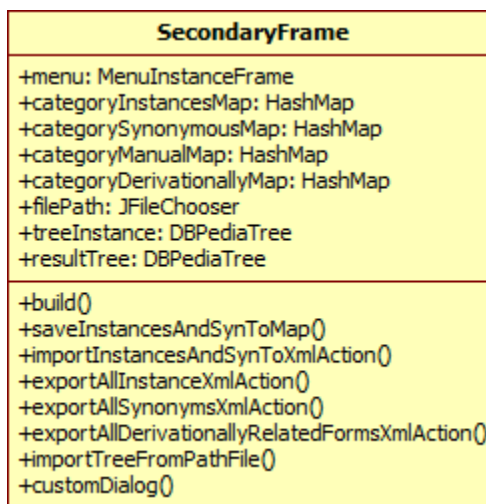 SecondaryFrame
+menu: MenuInstanceFrame
+categoryInstancesMap: HashMap
+categorySynonymousMap: HashMap
+categoryManualMap: HashMap
+categoryDerivationallyMap: HashMap
+filePath: JFileChooser
+treeInstance: DBPediaTree
+resultTree: DBPediaTree
+build()
+saveInstancesAndSynToMap()
+importInstancesAndSynToXmlAction()
+exportAllInstanceXmlAction()
+exportAllSynonymsXmlAction()
+exportAllDerivationallyRelatedFormsXmlAction()
+importTreeFromPathFile()
+customDialog()